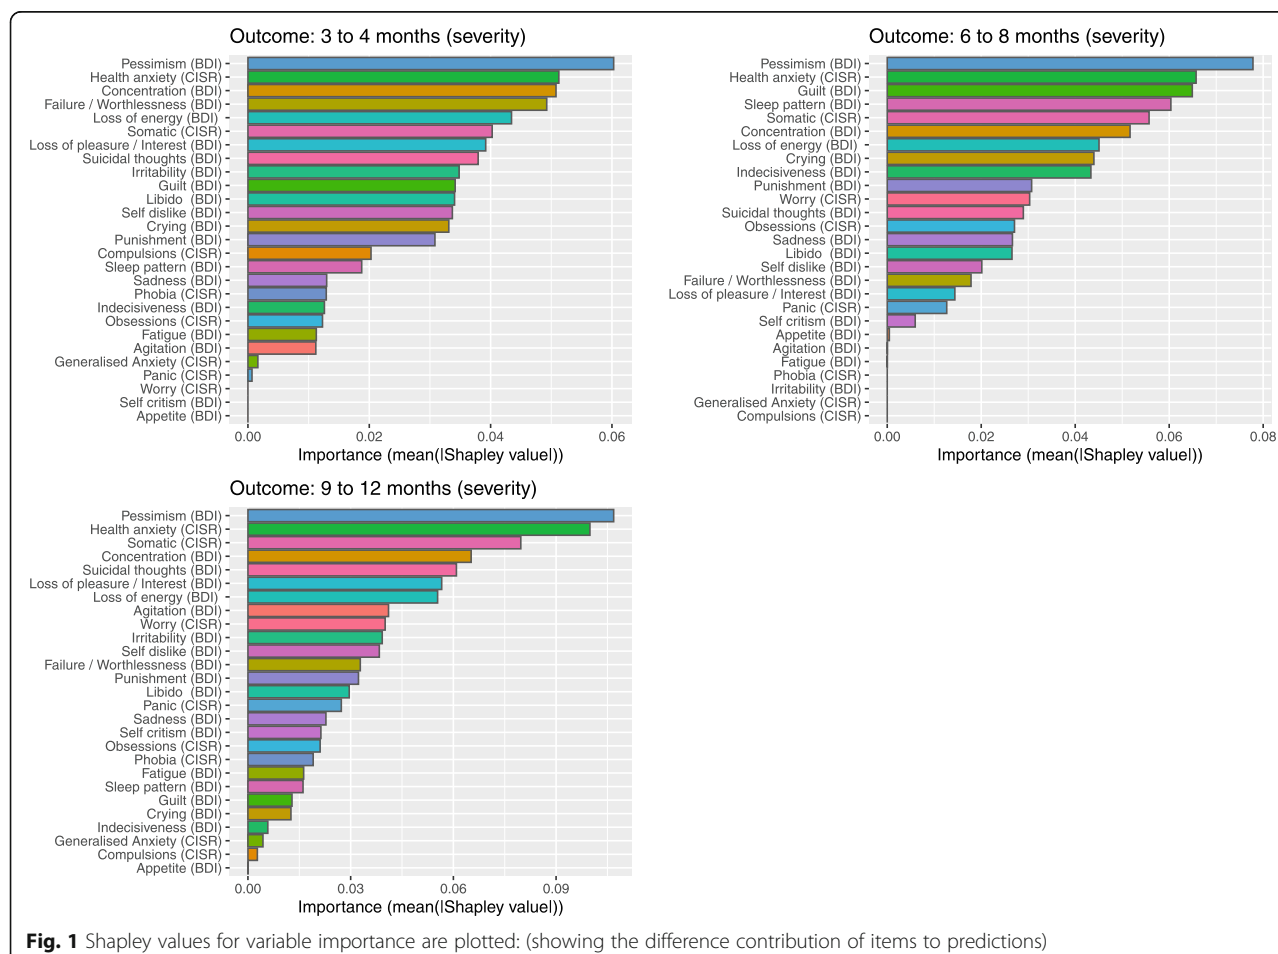 Outcome: 3 to 4 months (severity)
Pessimism (BDI)
Health anxiety (CISR)
Concentration (BDI)
Failure / Worthlessness (BDI)
Loss of energy (BDI)
Somatic (CISR)
Loss of pleasure / Interest (BDI)
Suicidal thoughts (BDI)
Irritability (BDI)
Guilt (BDI)
Libido (BDI)
Self dislike (BDI)
Crying (BDI)
Punishment (BDI)
Compulsions (CISR)
Sleep pattern (BDI)
Sadness (BDI)
Phobia (CISR)
Indecisiveness (BDI)
Obsessions (CISR)
Fatigue (BDI)
Agitation (BDI)
Generalised Anxiety (CISR)
Panic (CISR)
Worry (CISR)
Self critism (BDI)
Appetite (BDI)
0.00 0.02 0.04 0.06
Importance (mean(|Shapley value|))
Outcome: 6 to 8 months (severity)
Pessimism (BDI)
Health anxiety (CISR)
Guilt (BDI)
Sleep pattern (BDI)
Somatic (CISR)
Concentration (BDI)
Loss of energy (BDI)
Crying (BDI)
Indecisiveness (BDI)
Punishment (BDI)
Worry (CISR)
Suicidal thoughts (BDI)
Obsessions (CISR)
Sadness (BDI)
Libido (BDI)
Self dislike (BDI)
Failure / Worthlessness (BDI)
Loss of pleasure / Interest (BDI)
Panic (CISR)
Self critism (BDI)
Appetite (BDI)
Agitation (BDI)
Fatigue (BDI)
Phobia (CISR)
Irritability (BDI)
Generalised Anxiety (CISR)
Compulsions (CISR)
0.00 0.02 0.04 0.06 0.08
Importance (mean(|Shapley value|))
Outcome: 9 to 12 months (severity)
Pessimism (BDI)
Health anxiety (CISR)
Somatic (CISR)
Concentration (BDI)
Suicidal thoughts (BDI)
Loss of pleasure / Interest (BDI)
Loss of energy (BDI)
Agitation (BDI)
Worry (CISR)
Irritability (BDI)
Self dislike (BDI)
Failure / Worthlessness (BDI)
Punishment (BDI)
Libido (BDI)
Panic (CISR)
Sadness (BDI)
Self critism (BDI)
Obsessions (CISR)
Phobia (CISR)
Fatigue (BDI)
Sleep pattern (BDI)
Guilt (BDI)
Crying (BDI)
Indecisiveness (BDI)
Generalised Anxiety (CISR)
Compulsions (CISR)
Appetite (BDI)
0.00 0.03 0.06 0.09
Importance (mean(|Shapley value|))
Fig. 1 Shapley values for variable importance are plotted: (showing the difference contribution of items to predictions)